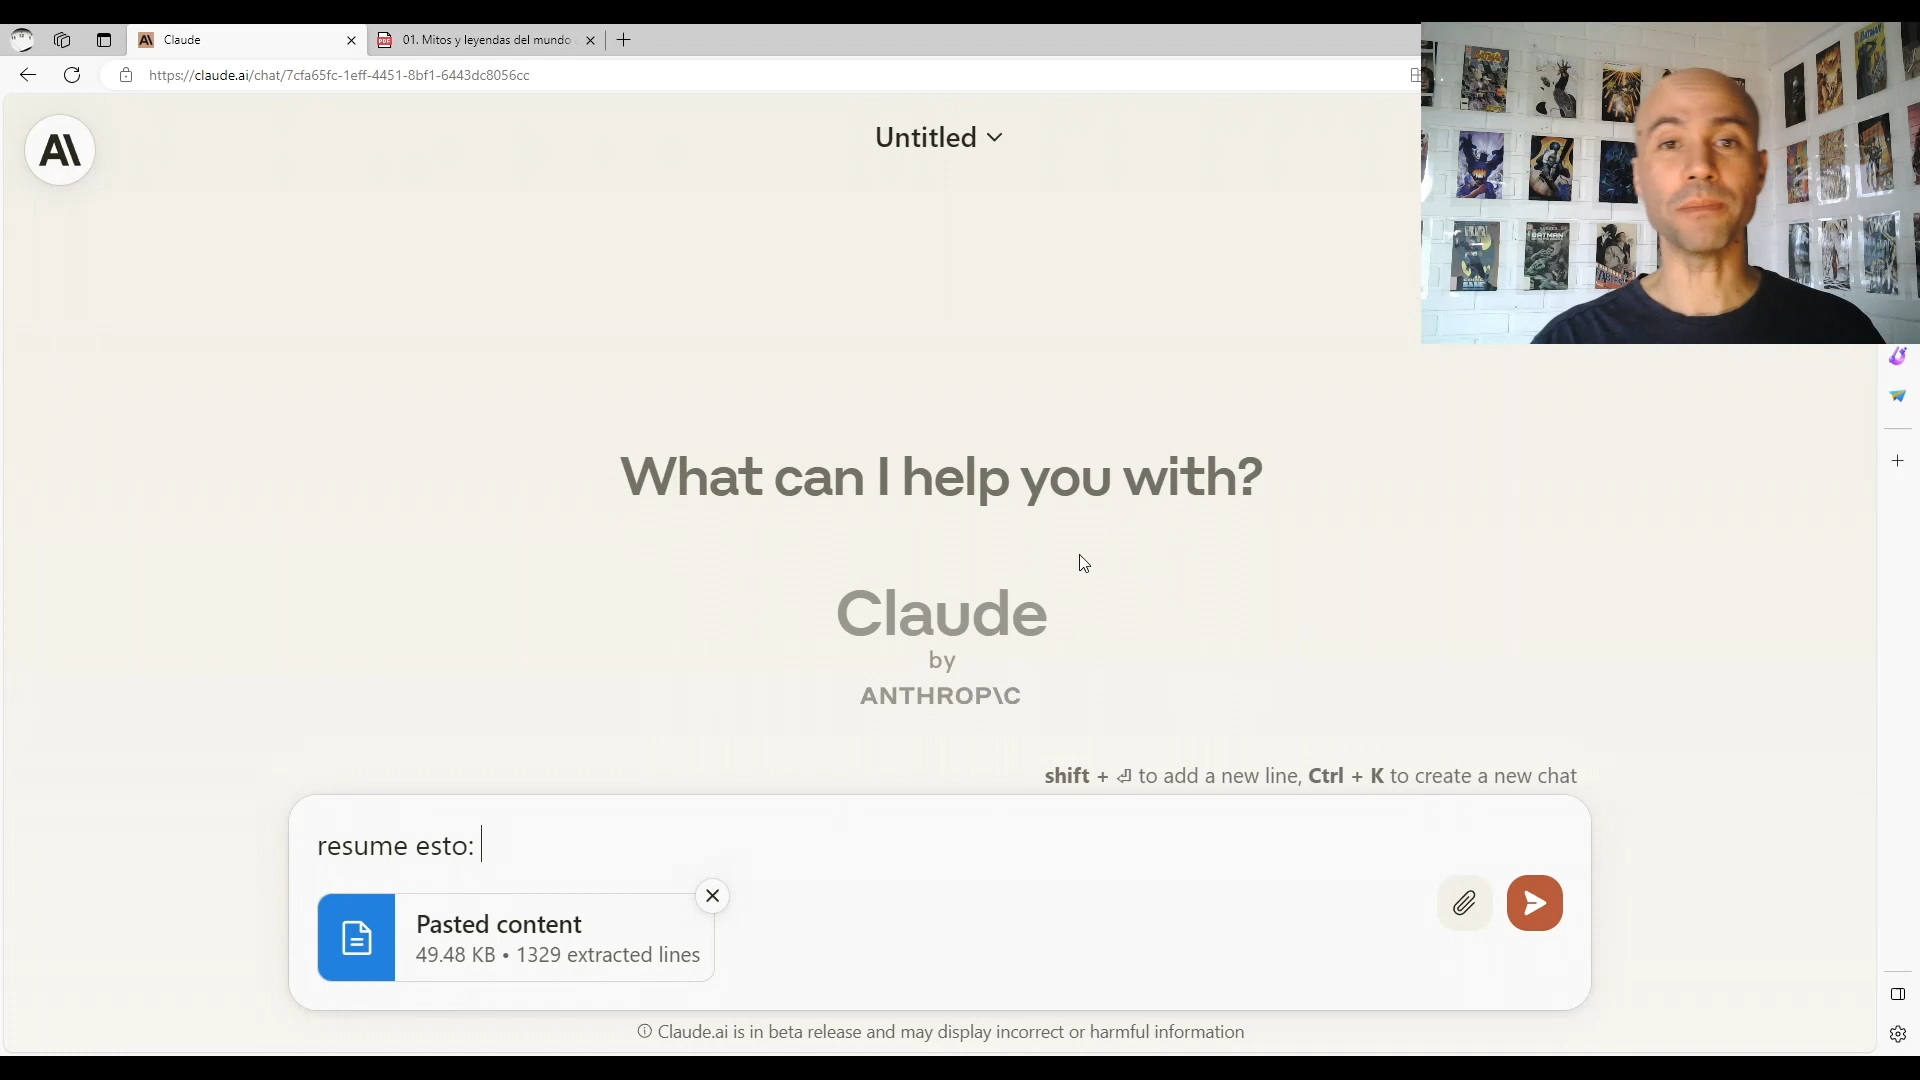 Claude
01. Mitos y leyendas del mundo
https://claude.ai/chat/7cfa65fc-1eff-4451-8bf1-6443dc8056cc
Untitled
What can I help you with?
Claude
by
ANTHROP\C
shift + ⏎ to add a new line, Ctrl + K to create a new chat
resume esto:
Pasted content
49.48 KB • 1329 extracted lines
Claude.ai is in beta release and may display incorrect or harmful information